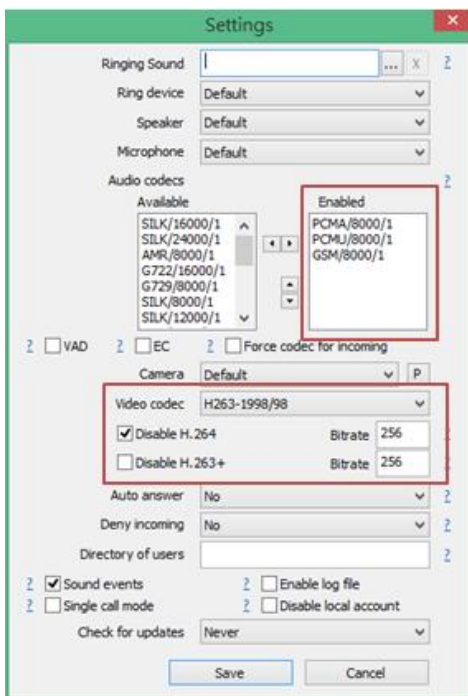 Settings
x
Ringing Sound ... X ?
Ring device Default
Speaker Default
Microphone Default
Audio codecs ?
Available Enabled
SILK/16000/1 PCMA/8000/1
SILK/24000/1 PCMU/8000/1
AMR/8000/1 GSM/8000/1
G722/16000/1
G729/8000/1
SILK/8000/1
SILK/12000/1
? VAD ? EC ? Force codec for incoming
Camera Default P
Video codec H263-1998/98
Disable H.264 Bitrate 256
Disable H.263+ Bitrate 256
Auto answer No ?
Deny incoming No ?
Directory of users ?
? Sound events ? Enable log file
? Single call mode ? Disable local account
Check for updates Never
Save Cancel